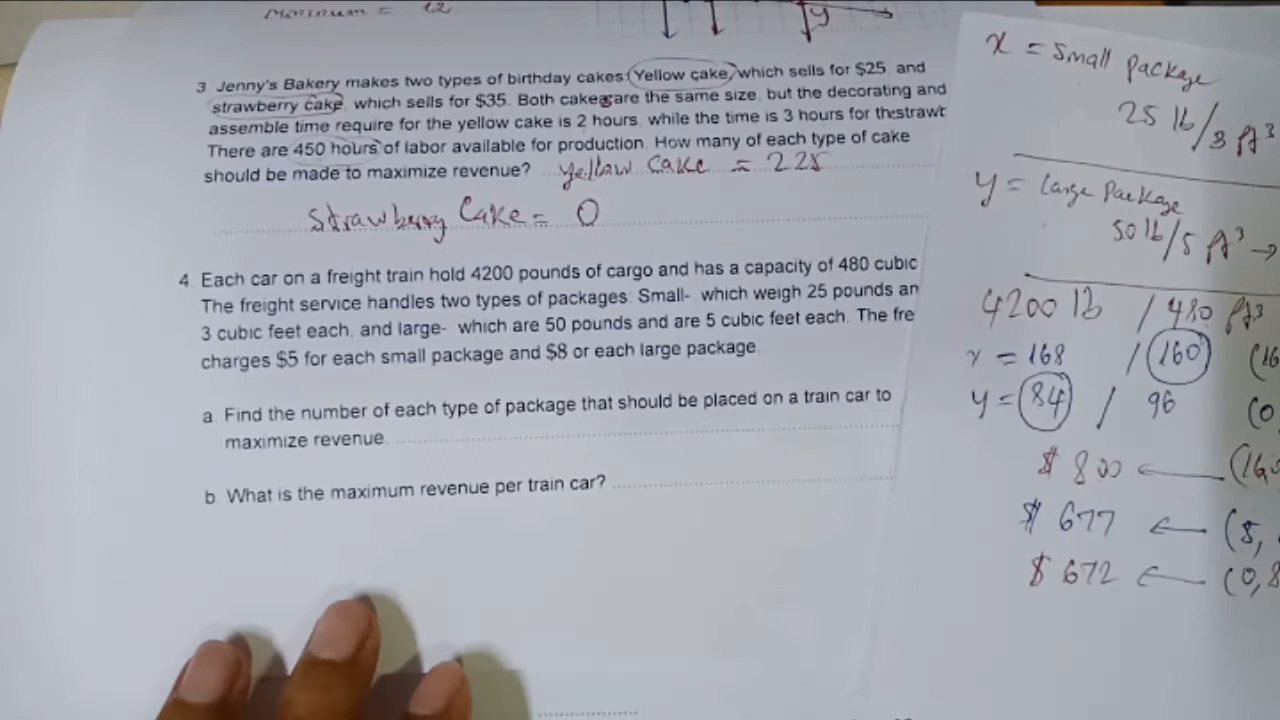 = 12
y
3. Jenny's Bakery makes two types of birthday cakes: Yellow cake, which sells for $25, and
strawberry cake, which sells for $35. Both cakes are the same size, but the decorating and
assemble time require for the yellow cake is 2 hours, while the time is 3 hours for the
There are 450 hours of labor available for production. How many of each type of cake
should be made to maximize revenue? Yellow Cake = 225
Strawberry Cake = 0
4. Each car on a freight train hold 4200 pounds of cargo and has a capacity of 480 cubic
The freight service handles two types of packages: Small- which weigh 25 pounds
3 cubic feet each, and large- which are 50 pounds and are 5 cubic feet each. The
charges $5 for each small package and $8 or each large package.
a. Find the number of each type of package that should be placed on a train car to
maximize revenue.
b. What is the maximum revenue per train car?
x = Small package
25 lb/3 ft³
y = Large Package
50 lb/5 ft³ →
4200 lb / 480 ft³
x = 168 / 160
y = 84 / 96 (0,
$ 800 ←
$ 677 ← (8,
$ 672 ← (0,8